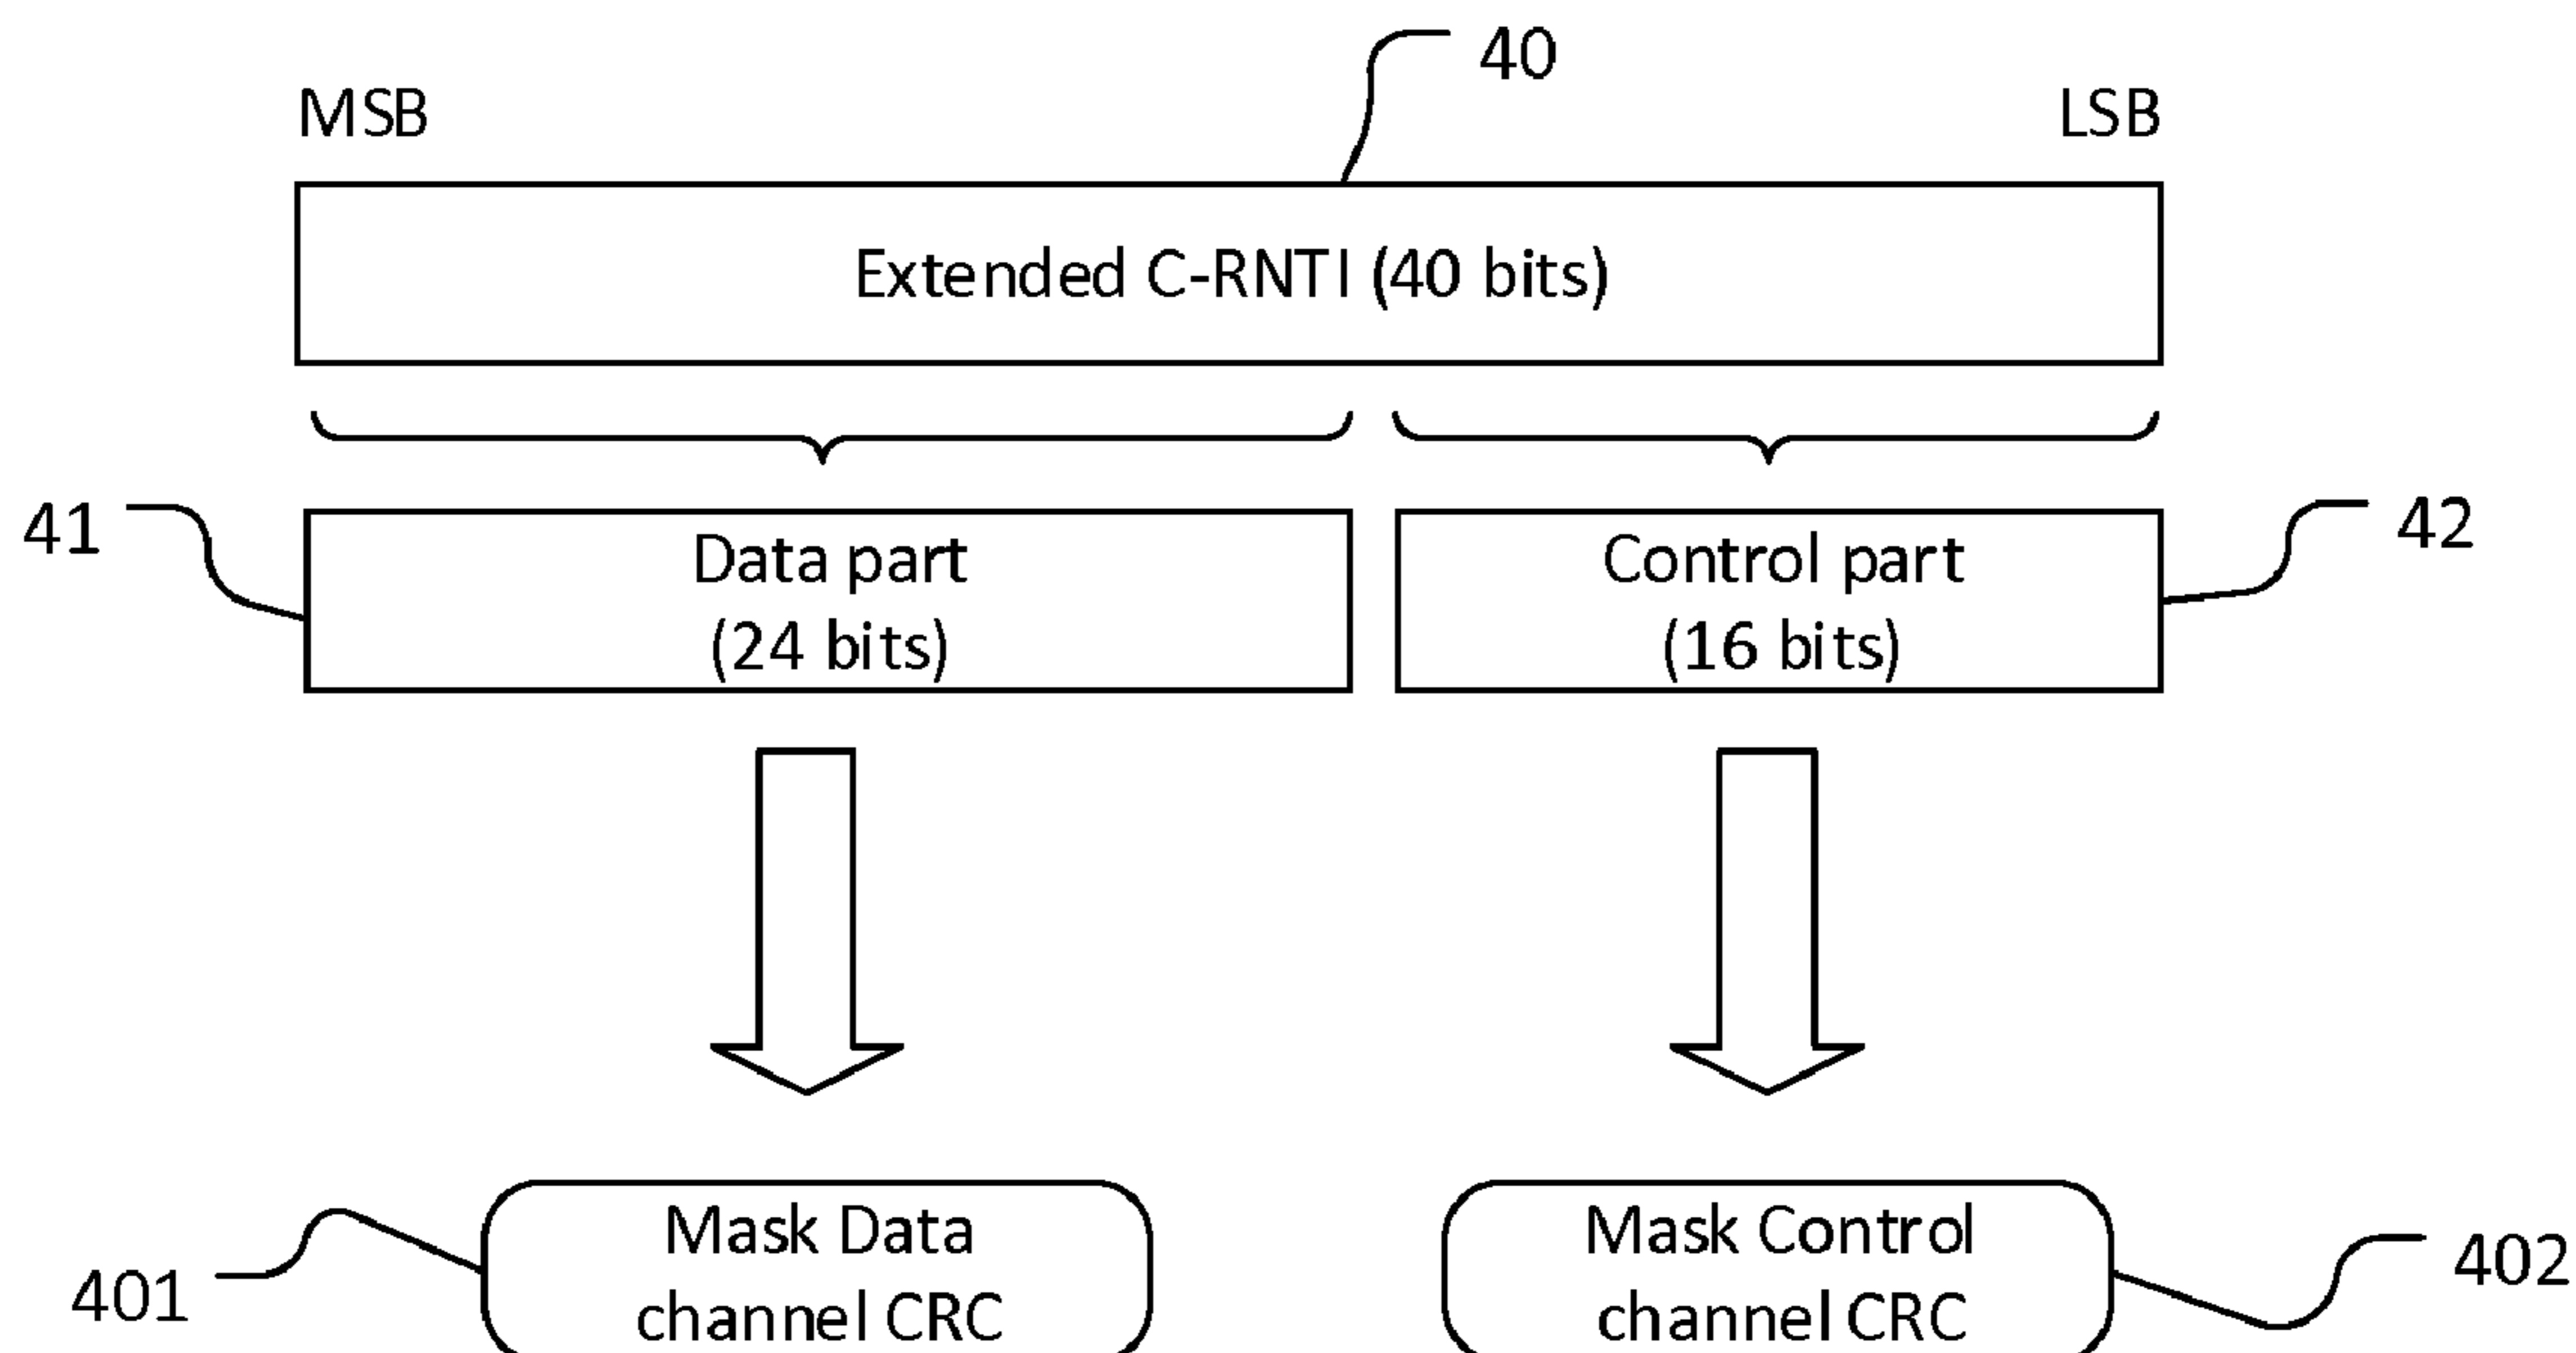 40
MSB
LSB
Extended C-RNTI (40 bits)
41
Data part
(24 bits)
Control part
(16 bits)
42
401
Mask Data
channel CRC
Mask Control
channel CRC
402